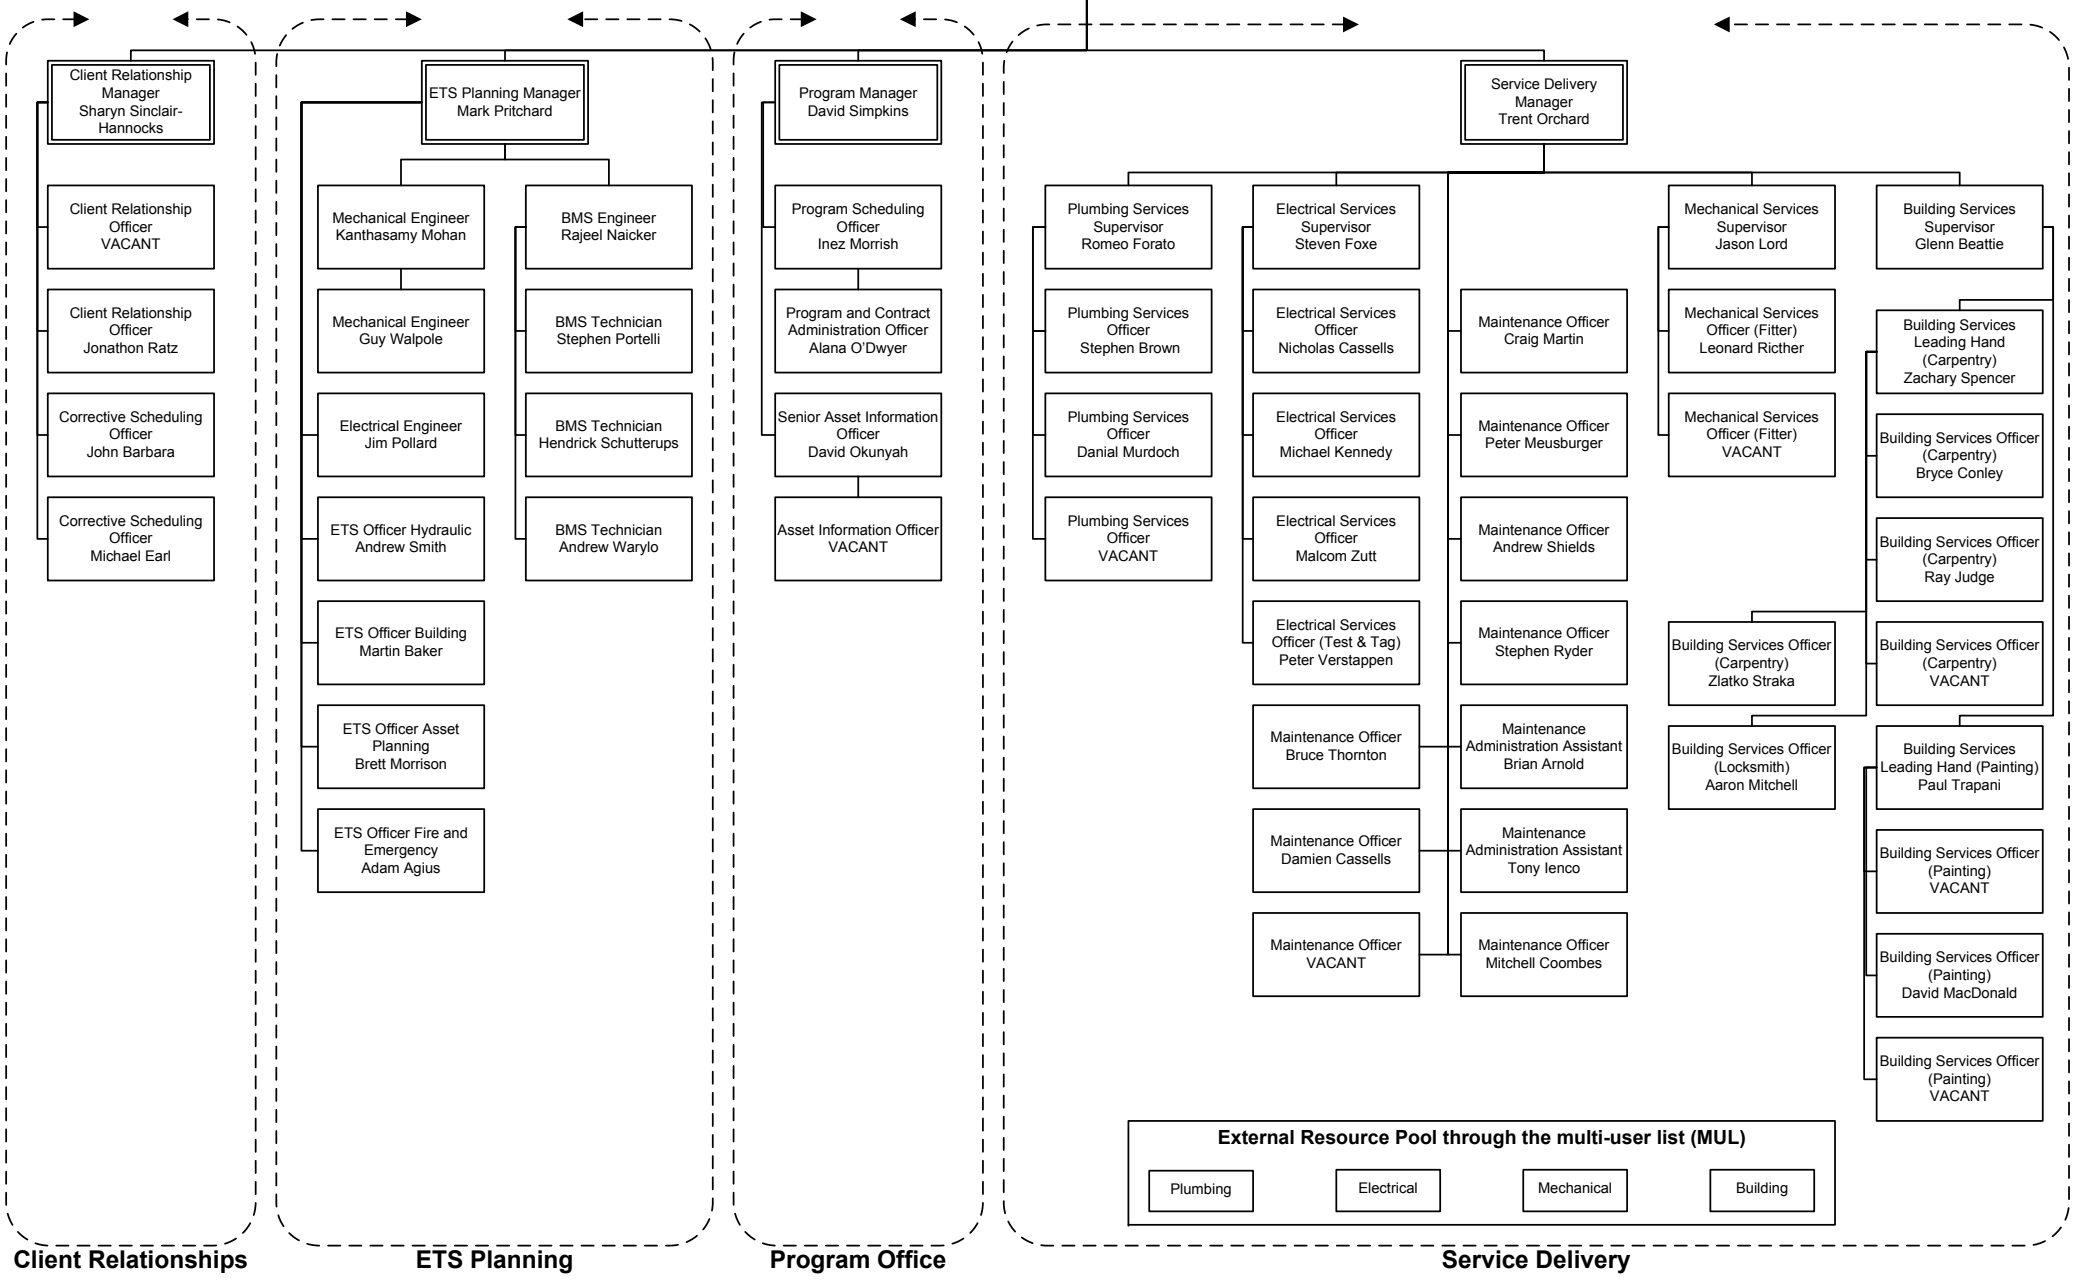 Client Relationship
Manager
Sharyn Sinclair-
Hannocks
Client Relationship
Officer
VACANT
Client Relationship
Officer
Jonathon Ratz
Corrective Scheduling
Officer
John Barbara
Corrective Scheduling
Officer
Michael Earl
Client Relationships
ETS Planning Manager
Mark Pritchard
Mechanical Engineer
Kanthasamy Mohan
Mechanical Engineer
Guy Walpole
Electrical Engineer
Jim Pollard
ETS Officer Hydraulic
Andrew Smith
ETS Officer Building
Martin Baker
ETS Officer Asset
Planning
Brett Morrison
ETS Officer Fire and
Emergency
Adam Agius
BMS Engineer
Rajeel Naicker
BMS Technician
Stephen Portelli
BMS Technician
Hendrick Schutterups
BMS Technician
Andrew Warylo
ETS Planning
Program Manager
David Simpkins
Program Scheduling
Officer
Inez Morrish
Program and Contract
Administration Officer
Alana O'Dwyer
Senior Asset Information
Officer
David Okunyah
Asset Information Officer
VACANT
Program Office
Service Delivery
Manager
Trent Orchard
Plumbing Services
Supervisor
Romeo Forato
Plumbing Services
Officer
Stephen Brown
Plumbing Services
Officer
Danial Murdoch
Plumbing Services
Officer
VACANT
Electrical Services
Supervisor
Steven Foxe
Electrical Services
Officer
Nicholas Cassells
Electrical Services
Officer
Michael Kennedy
Electrical Services
Officer
Malcom Zutt
Electrical Services
Officer (Test & Tag)
Peter Verstappen
Maintenance Officer
Bruce Thornton
Maintenance Officer
Damien Cassells
Maintenance Officer
VACANT
Maintenance Officer
Craig Martin
Maintenance Officer
Peter Meusburger
Maintenance Officer
Andrew Shields
Maintenance Officer
Stephen Ryder
Maintenance
Administration Assistant
Brian Arnold
Maintenance
Administration Assistant
Tony Ienco
Maintenance Officer
Mitchell Coombes
Mechanical Services
Supervisor
Jason Lord
Mechanical Services
Officer (Fitter)
Leonard Ricther
Mechanical Services
Officer (Fitter)
VACANT
Building Services Officer
(Carpentry)
Zlatko Straka
Building Services Officer
(Locksmith)
Aaron Mitchell
Building Services
Supervisor
Glenn Beattie
Building Services
Leading Hand
(Carpentry)
Zachary Spencer
Building Services Officer
(Carpentry)
Bryce Conley
Building Services Officer
(Carpentry)
Ray Judge
Building Services Officer
(Carpentry)
VACANT
Building Services
Leading Hand (Painting)
Paul Trapani
Building Services Officer
(Painting)
VACANT
Building Services Officer
(Painting)
David MacDonald
Building Services Officer
(Painting)
VACANT
External Resource Pool through the multi-user list (MUL)
Plumbing
Electrical
Mechanical
Building
Service Delivery